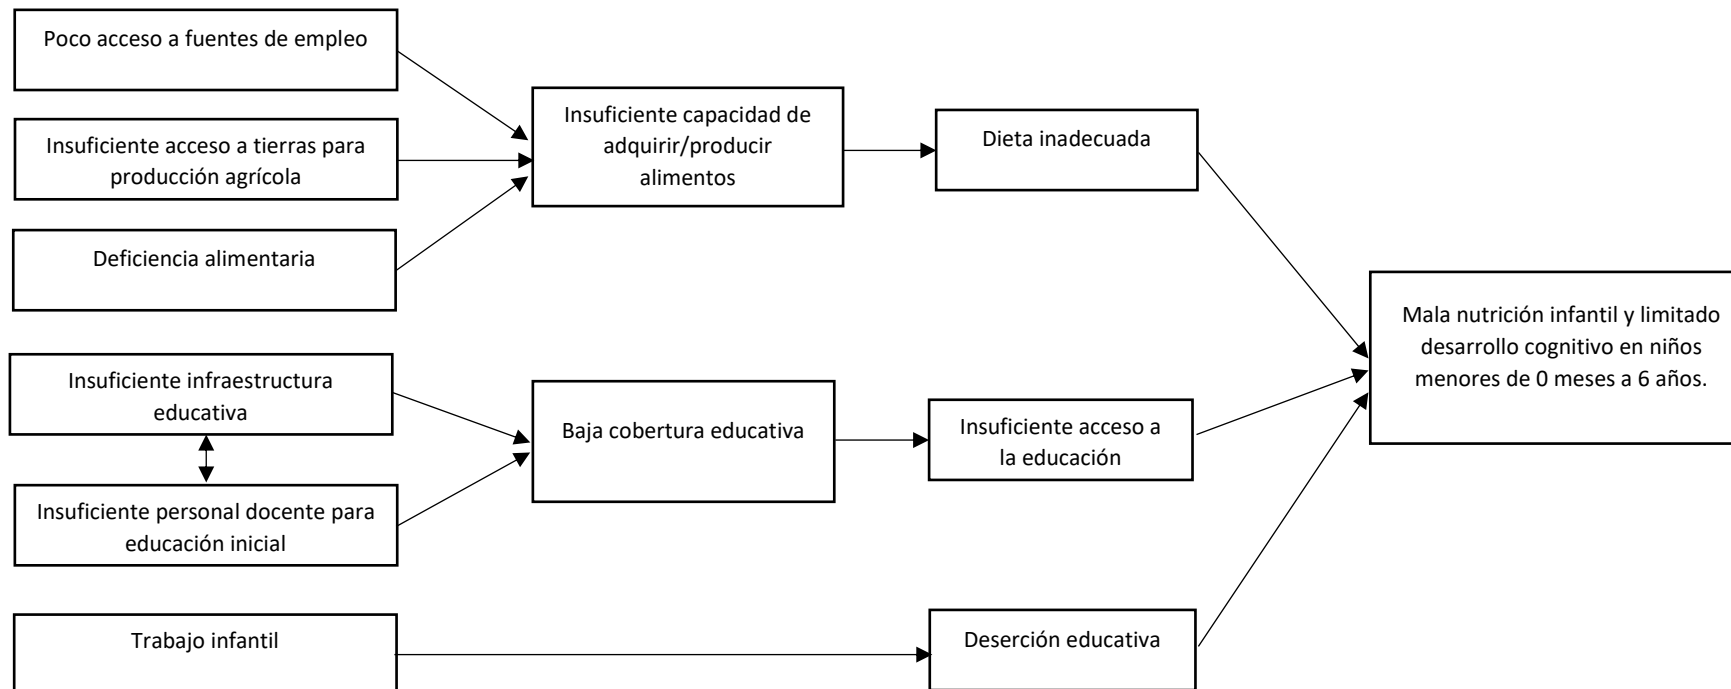 Poco acceso a fuentes de empleo
Insuficiente acceso a tierras para
producción agrícola
Deficiencia alimentaria
Insuficiente capacidad de
adquirir/producir
alimentos
Dieta inadecuada
Mala nutrición infantil y limitado
desarrollo cognitivo en niños
menores de 0 meses a 6 años.
Insuficiente infraestructura
educativa
Insuficiente personal docente para
educación inicial
Baja cobertura educativa
Insuficiente acceso a
la educación
Trabajo infantil
Deserción educativa